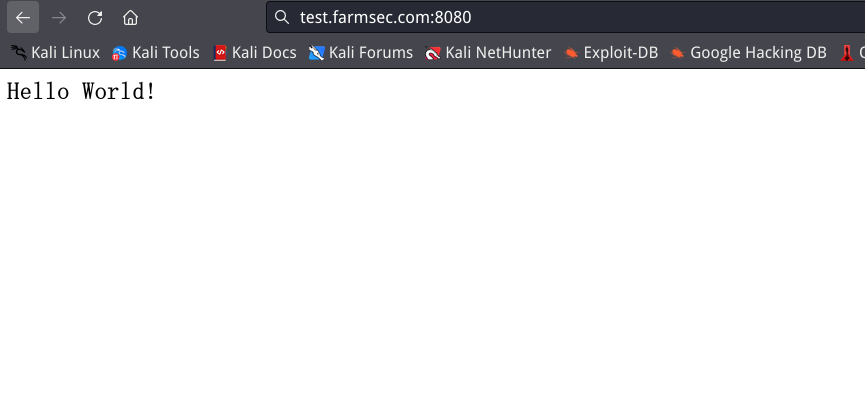 test.farmsec.com:8080
Kali Linux Kali Tools Kali Docs Kali Forums Kali NetHunter Exploit-DB Google Hacking DB
Hello World!